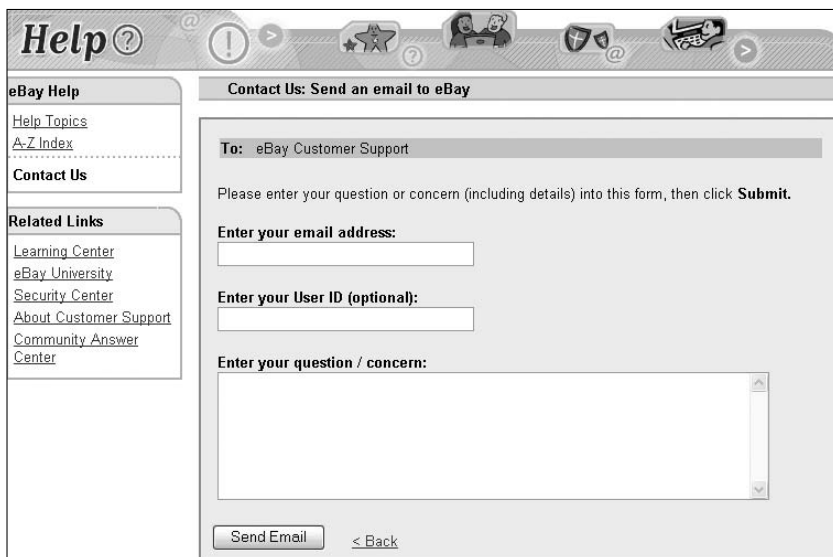 Help ?
@
!
>
?
@
>
eBay Help
Help Topics
A-Z Index
Contact Us
Related Links
Learning Center
eBay University
Security Center
About Customer Support
Community Answer
Center
Contact Us: Send an email to eBay
To: eBay Customer Support
Please enter your question or concern (including details) into this form, then click Submit.
Enter your email address:
Enter your User ID (optional):
Enter your question / concern:
Send Email
< Back